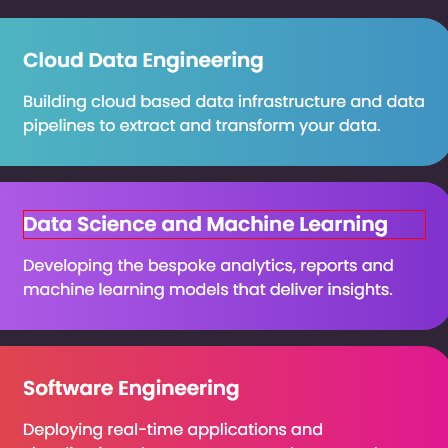 Cloud Data Engineering
Building cloud based data infrastructure and data
pipelines to extract and transform your data.
Data Science and Machine Learning
Developing the bespoke analytics, reports and
machine learning models that deliver insights.
Software Engineering
Deploying real-time applications and